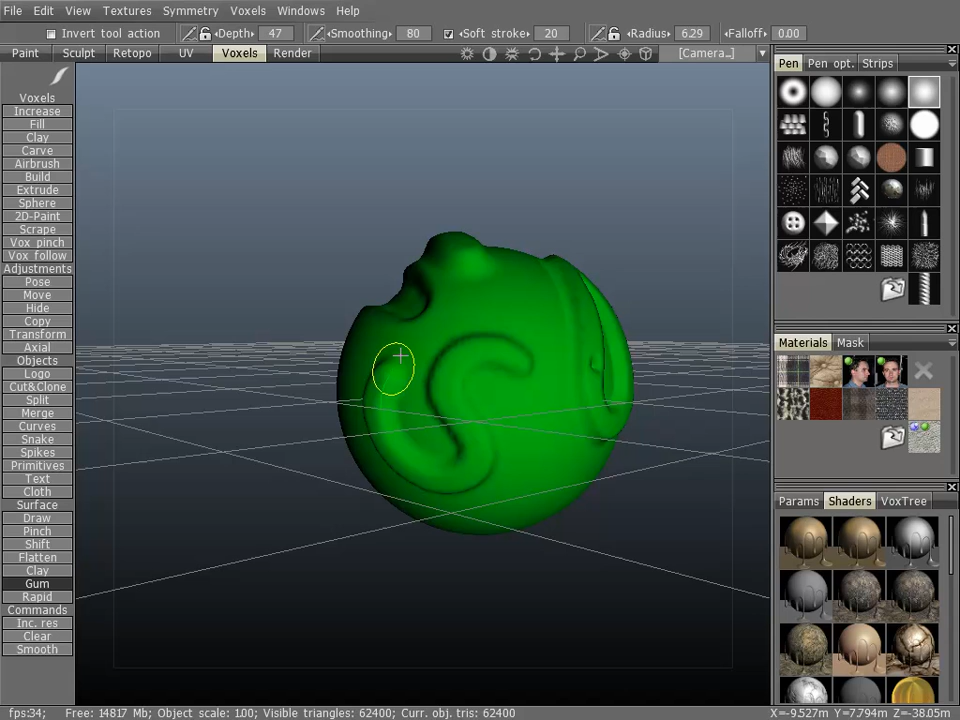 File Edit View Textures Symmetry Voxels Windows Help
Invert tool action Depth 47 Smoothing 80 Soft stroke 20 Radius 6.29 Falloff 0.00
Paint Sculpt Retopo UV Voxels Render [Camera..]
Pen Pen opt. Strips
Voxels
Increase
Fill
Clay
Carve
Airbrush
Build
Extrude
Sphere
2D-Paint
Scrape
Vox pinch
Vox follow
Adjustments
Pose
Move
Hide
Copy
Transform
Axial
Objects
Logo
Cut&Clone
Split
Merge
Curves
Snake
Spikes
Primitives
Text
Cloth
Surface
Draw
Pinch
Shift
Flatten
Clay
Gum
Rapid
Commands
Inc. res
Clear
Smooth
Materials Mask
Params Shaders VoxTree
fps:34; Free: 14817 Mb; Object scale: 1.00; Visible triangles: 62400; Curr. obj. tris: 62400 X=-9.527m Y=7.794m Z=-38.05m